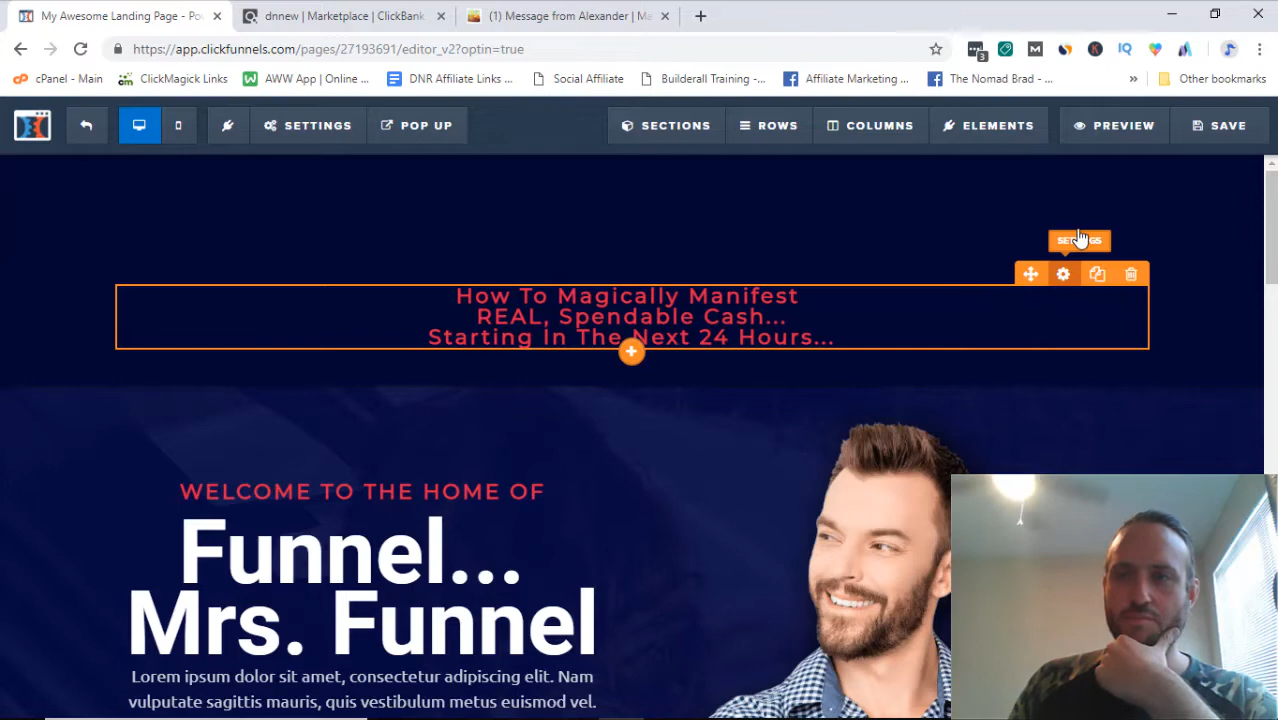 My Awesome Landing Page - Po
dnnew | Marketplace | ClickBank
(1) Message from Alexander | Ma
https://app.clickfunnels.com/pages/27193691/editor_v2?optin=true
3
IQ
cPanel - Main
ClickMagick Links
AWW App | Online ...
DNR Affiliate Links ...
Social Affiliate
Builderall Training -...
Affiliate Marketing ...
The Nomad Brad - ...
»
Other bookmarks
SETTINGS
POP UP
SECTIONS
ROWS
COLUMNS
ELEMENTS
PREVIEW
SAVE
How To Magically Manifest
REAL, Spendable Cash...
Starting In The Next 24 Hours...
WELCOME TO THE HOME OF
Funnel...
Mrs. Funnel
Lorem ipsum dolor sit amet, consectetur adipiscing elit. Nam
vulputate sagittis mauris, quis vestibulum metus euismod vel.